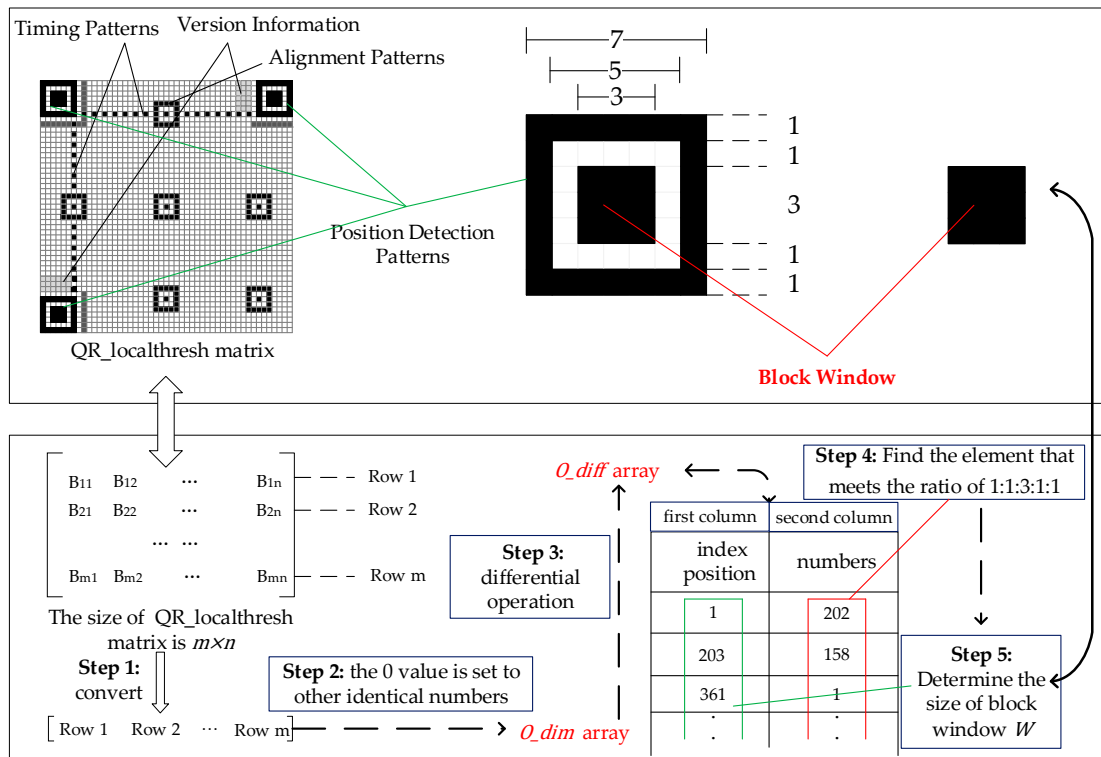 Timing Patterns
Version Information
Alignment Patterns
Position Detection
Patterns
QR_localthresh matrix
7
5
3
1
1
3
1
1
Block Window
B11 B12 ... B1n
Row 1
B21 B22 ... B2n
Row 2
... ...
Bm1 Bm2 ... Bmn
Row m
The size of QR_localthresh
matrix is m×n
Step 1:
convert
[Row 1 Row 2 ... Row m]
Step 2: the 0 value is set to
other identical numbers
O_dim array
Step 3:
differential
operation
O_diff array
first column second column
index
position
numbers
1 202
203 158
361 1
. .
. .
Step 4: Find the element that
meets the ratio of 1:1:3:1:1
Step 5:
Determine the
size of block
window W